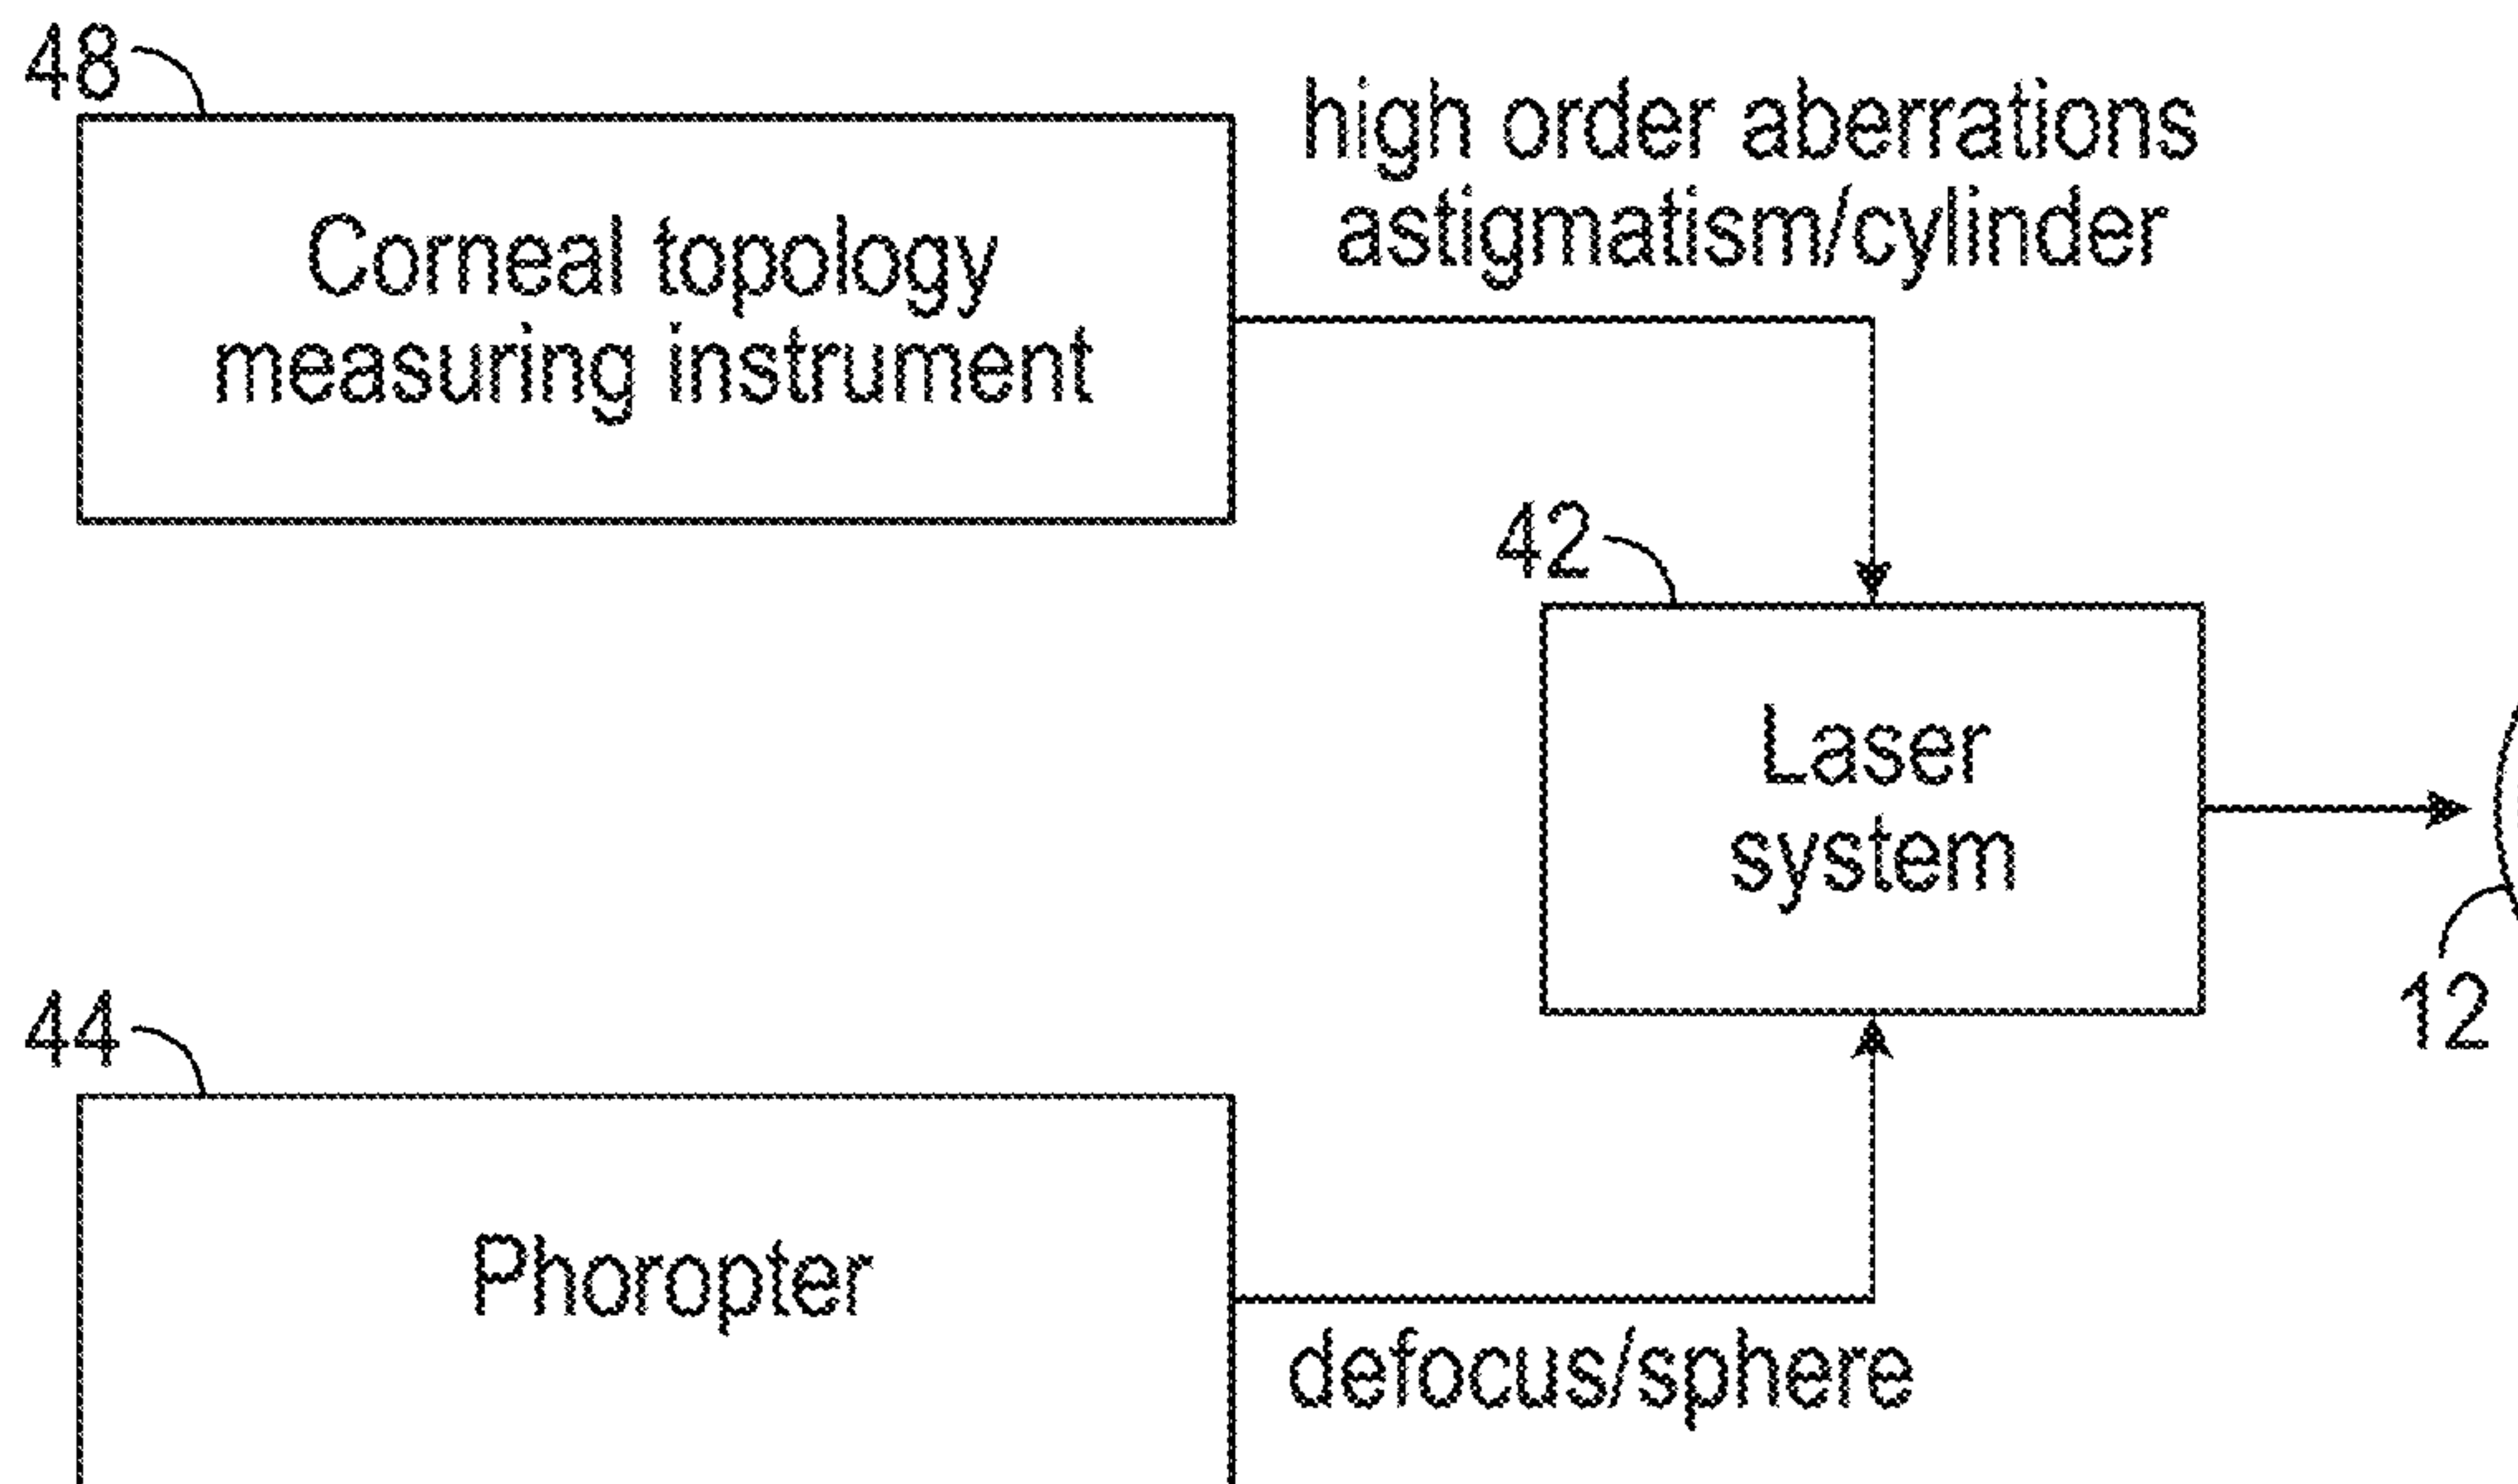 48
high order aberrations
astigmatism/cylinder
Corneal topology
measuring instrument
42
Laser
system
12
44
Phoropter
defocus/sphere